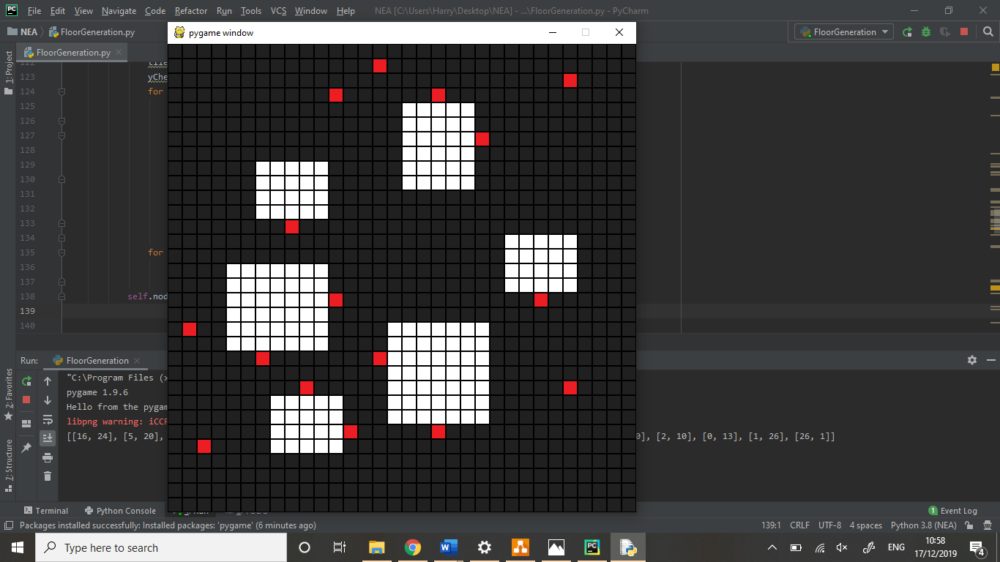 File Edit View Navigate Code Refactor Run Tools VCS Window Help NEA [C:\Users\Harry\Desktop\NEA] - ...\FloorGeneration.py - PyCharm
NEA FloorGeneration.py
pygame window
FloorGeneration
FloorGeneration.py
1: Project
123 yChe
124 for
125
126
127
128
129
130
131
132
133
134
135 for
136
137
138 self.nod
139
140
Run: FloorGeneration
2: Favorites
7: Structure
"C:\Program Files (x
pygame 1.9.6
Hello from the pygam
libpng warning: iCCP
[[16, 24], [5, 20], 0], [2, 10], [0, 13], [1, 26], [26, 1]]
Terminal Python Console Event Log
1
Packages installed successfully: Installed packages: 'pygame' (6 minutes ago) 139:1 CRLF UTF-8 4 spaces Python 3.8 (NEA)
Type here to search
ENG
10:58
17/12/2019
4